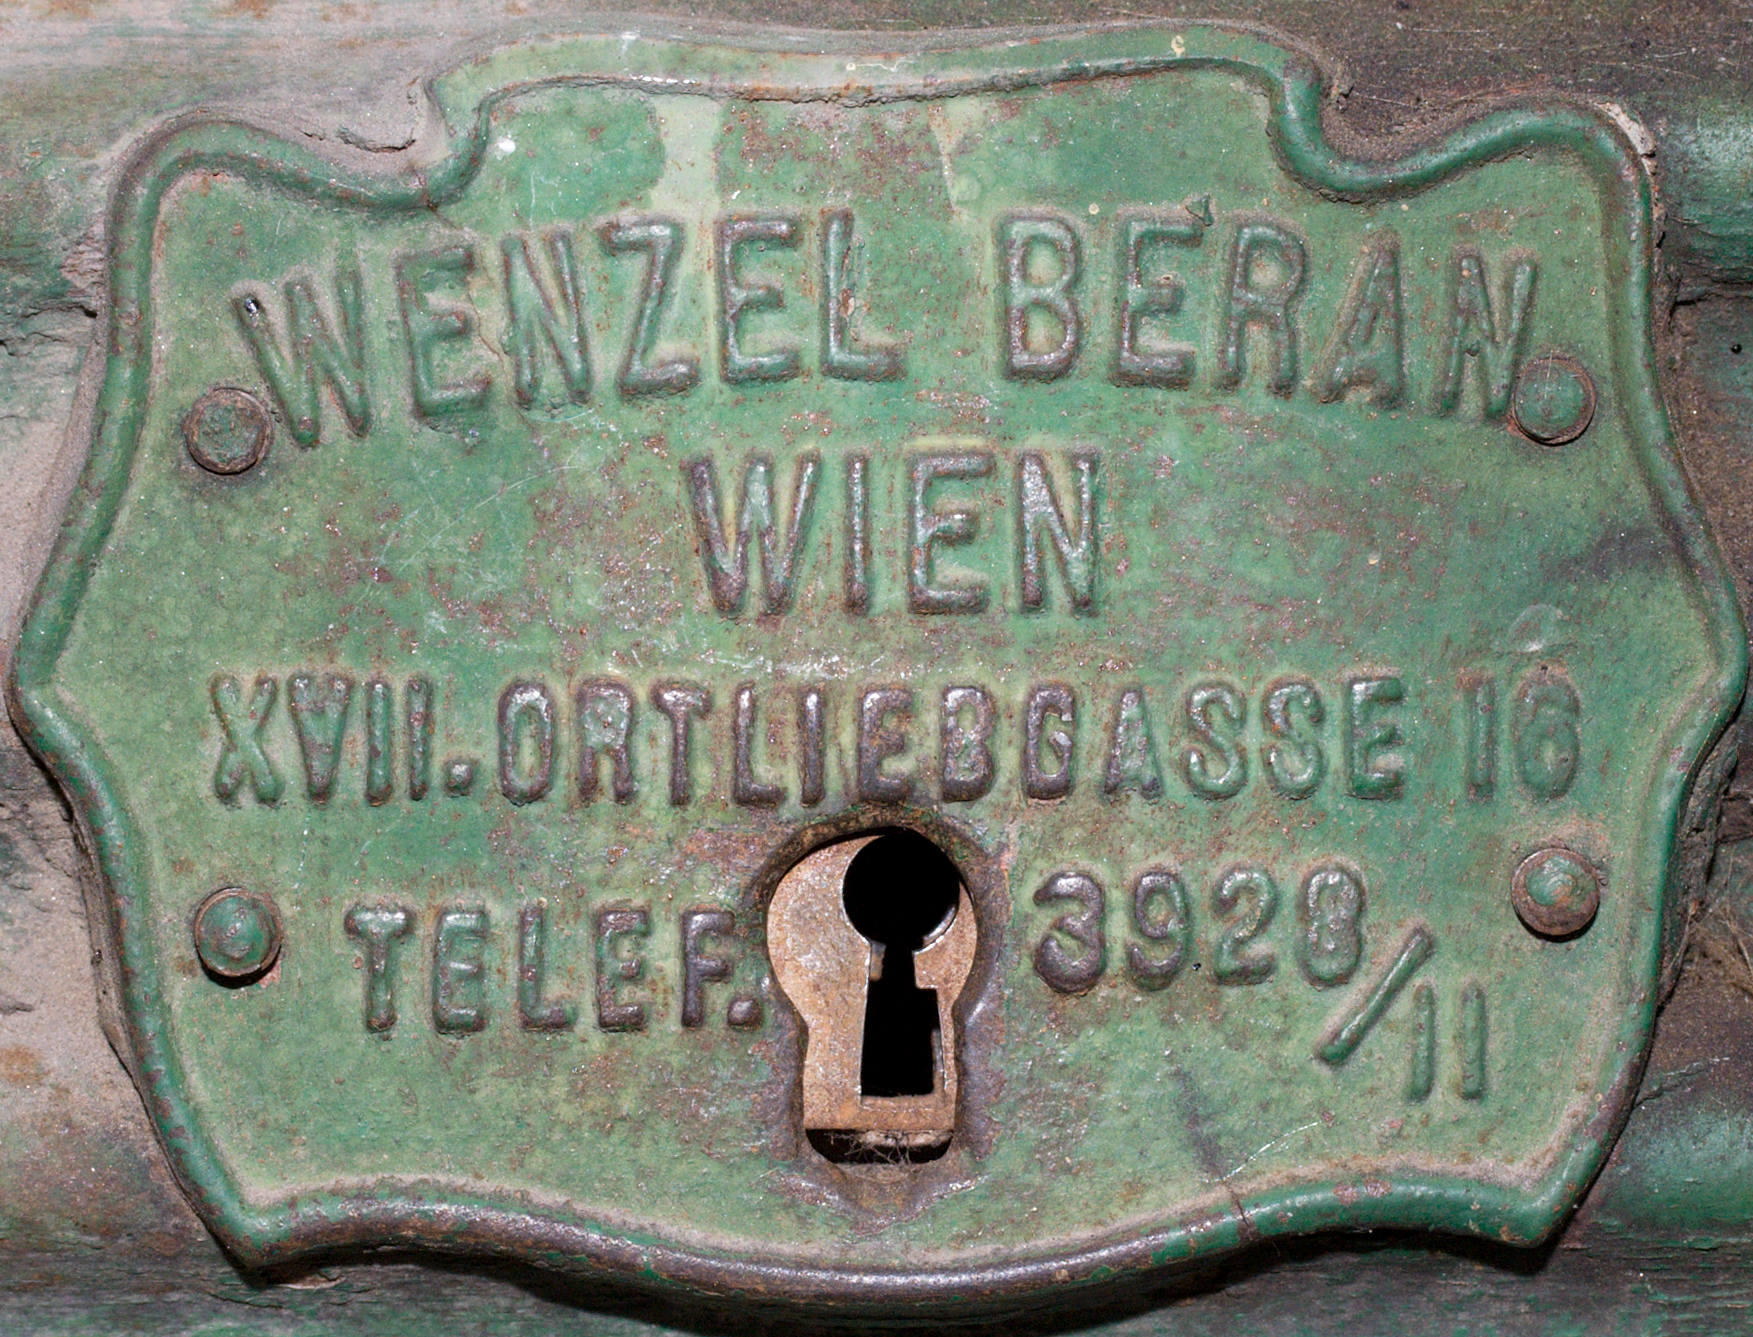 WENZEL BERAN
WIEN
XVII. ORTLIEBGASSE 16
TELEF. 3928/11